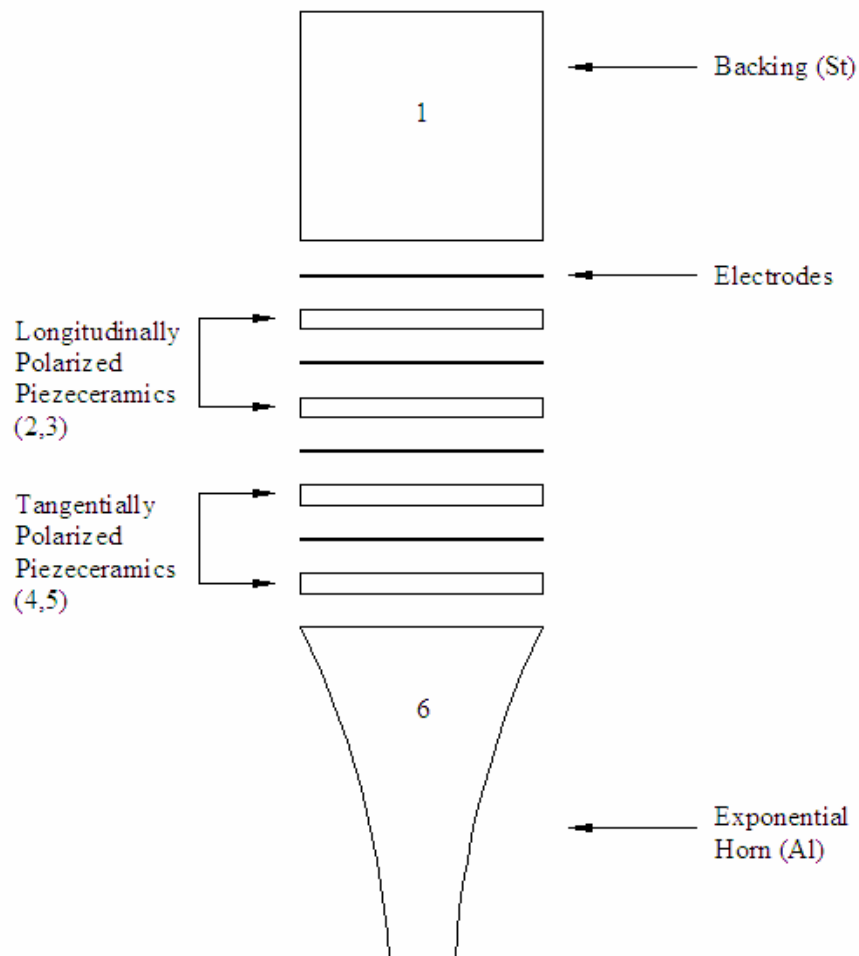 Backing (St)
1
Electrodes
Longitudinally
Polarized
Piezeceramics
(2,3)
Tangentially
Polarized
Piezeceramics
(4,5)
6
Exponential
Horn (Al)